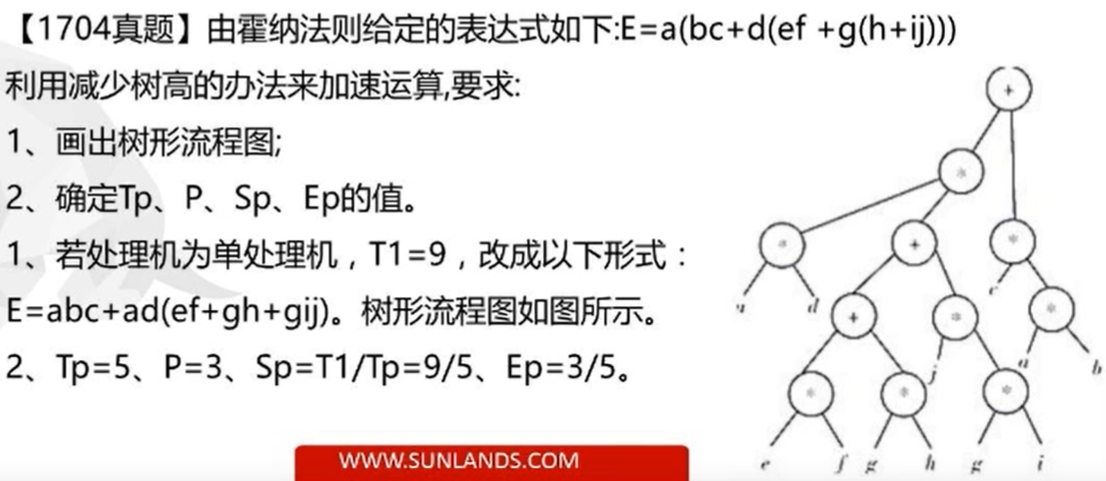 【1704真题】由霍纳法则给定的表达式如下:E=a(bc+d(ef +g(h+ij)))
利用减少树高的办法来加速运算,要求:
1、画出树形流程图;
2、确定Tp、P、Sp、Ep的值。
1、若处理机为单处理机，T1=9，改成以下形式：
E=abc+ad(ef+gh+gij)。树形流程图如图所示。
2、Tp=5、P=3、Sp=T1/Tp=9/5、Ep=3/5。
+
*
* + *
a d c
+ * *
j a b
* * *
e f g h g i
WWW.SUNLANDS.COM